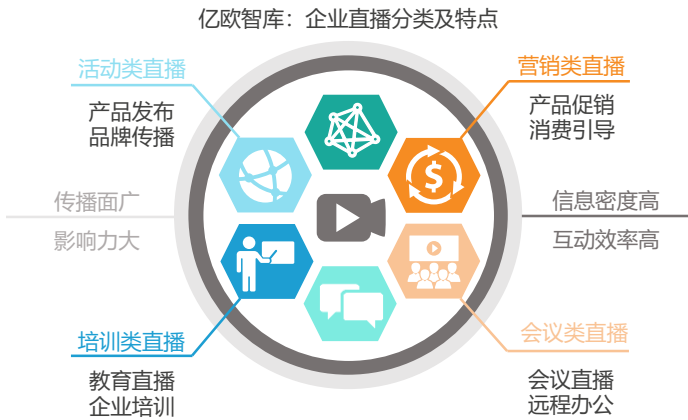 亿欧智库：企业直播分类及特点
活动类直播
产品发布
品牌传播
营销类直播
产品促销
消费引导
传播面广
影响力大
信息密度高
互动效率高
培训类直播
教育直播
企业培训
会议类直播
会议直播
远程办公